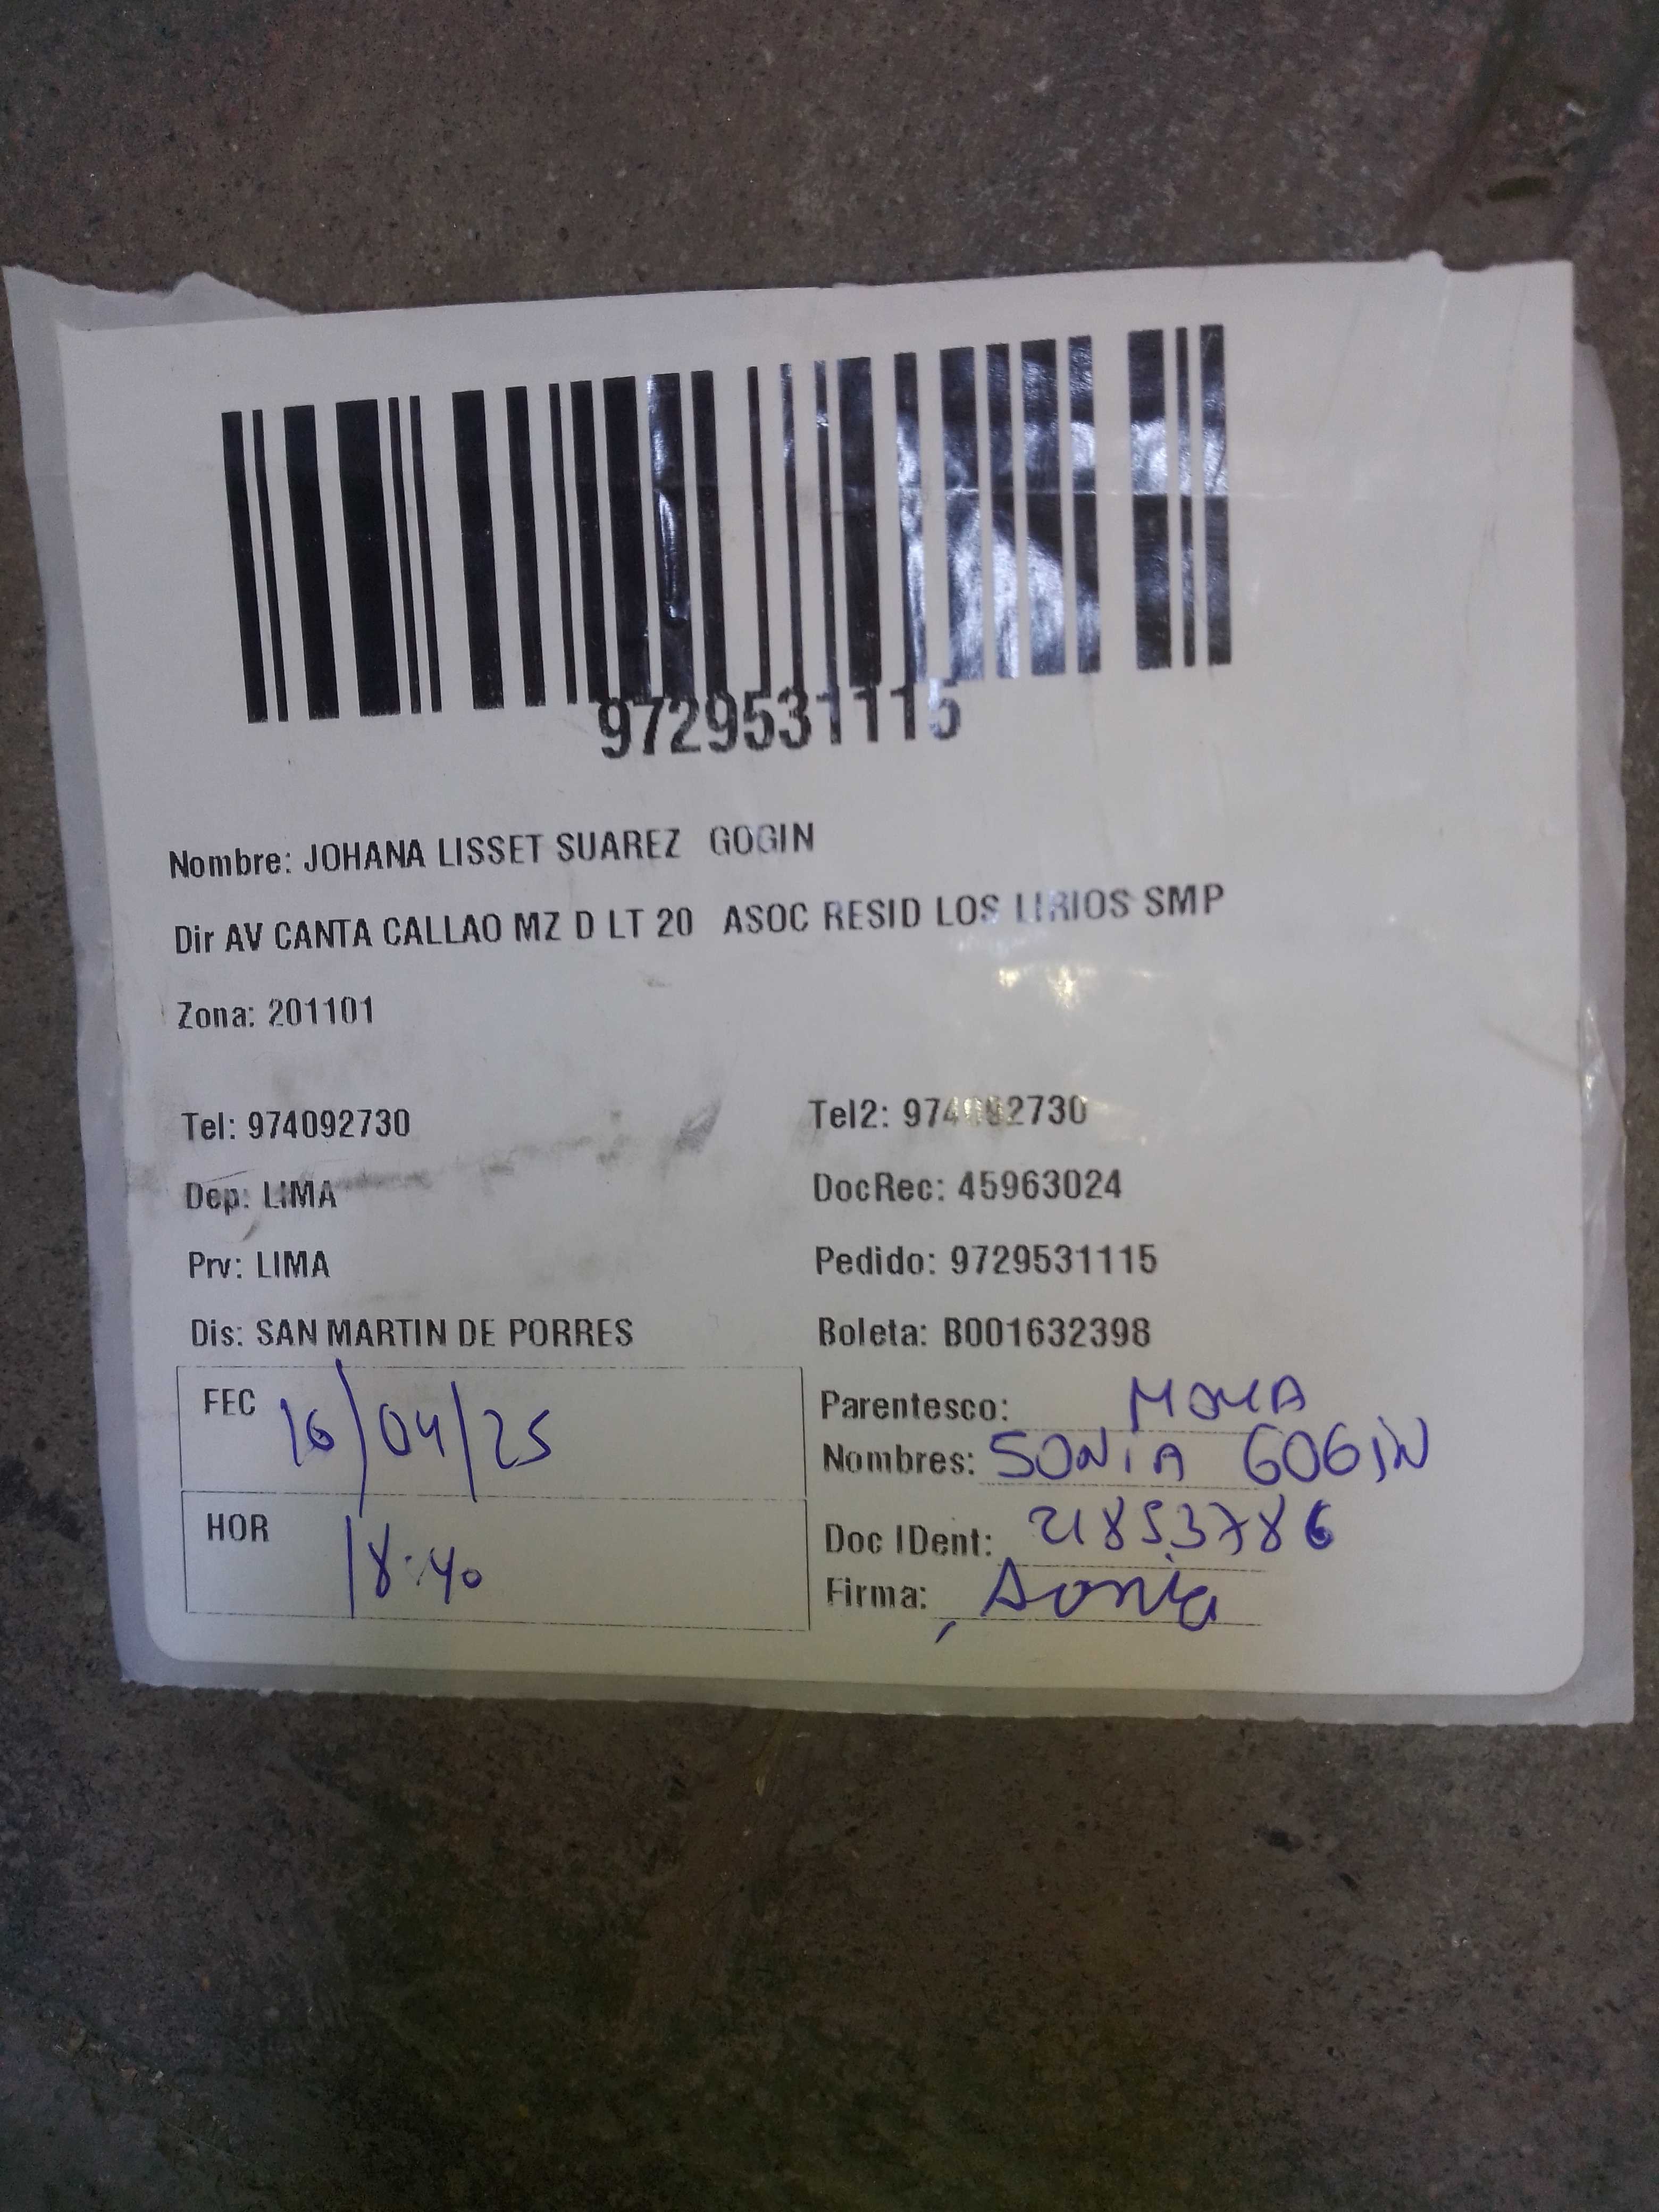 9729531115
Nombre: JOHANA LISSET SUAREZ GOGIN
Dir AV CANTA CALLAO MZ D LT 20 ASOC RESID LOS LIRIOS SMP
Zona: 201101
Tel: 974092730 Tel2: 974092730
Dep: LIMA DocRec: 45963024
Prv: LIMA Pedido: 9729531115
Dis: SAN MARTIN DE PORRES Boleta: B001632398
FEC 16/04/25 Parentesco: MAMA
Nombres: SONIA GOGIN
HOR 18:40 Doc IDent: 21853786
Firma: Sonia